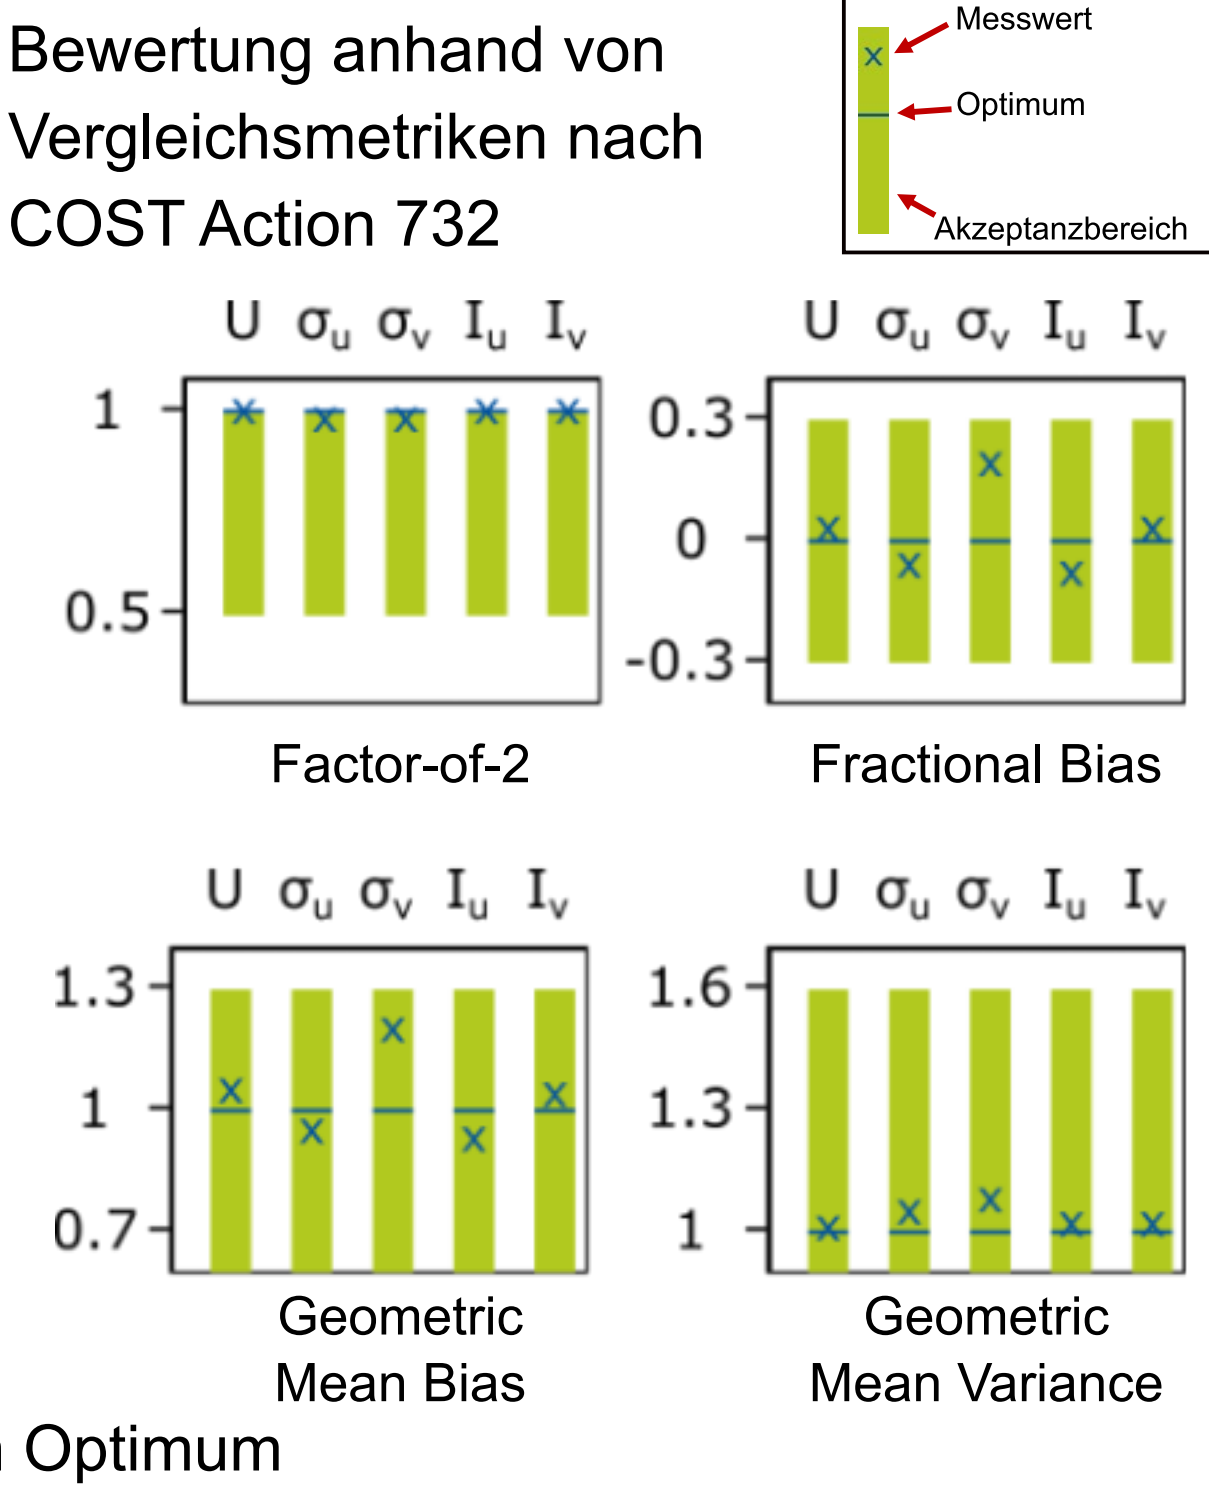 Bewertung anhand von
Vergleichsmetriken nach
COST Action 732
x
Messwert
Optimum
Akzeptanzbereich
U σu σv Iu Iv
1
0.5
x x x x x
Factor-of-2
U σu σv Iu Iv
0.3
0
-0.3
x x x x x
Fractional Bias
U σu σv Iu Iv
1.3
1
0.7
x x x x x
Geometric
Mean Bias
U σu σv Iu Iv
1.6
1.3
1
x x x x x
Geometric
Mean Variance
Optimum